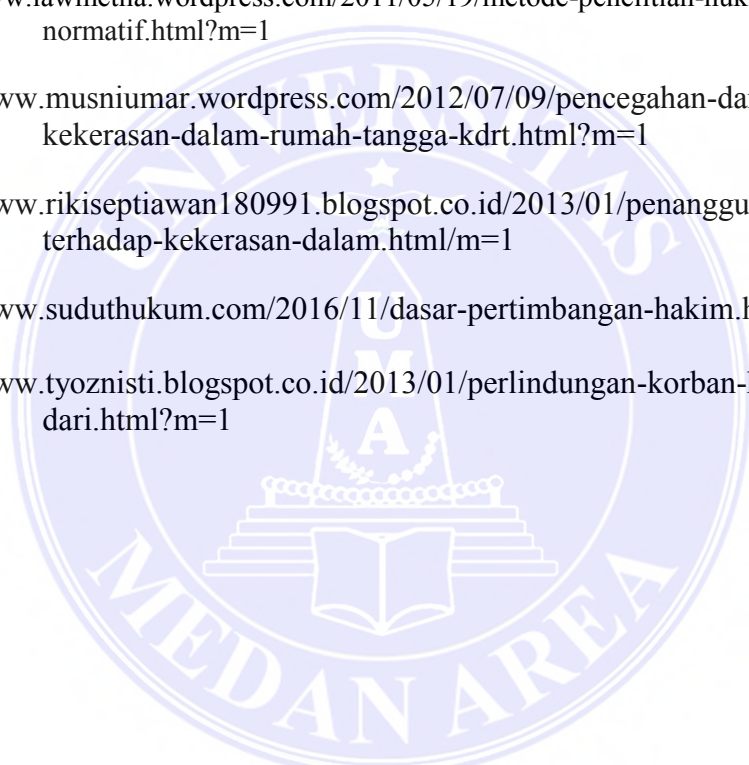 normatif.html?m=1
ww.musniumar.wordpress.com/2012/07/09/pencegahan-da
kekerasan-dalam-rumah-tangga-kdrt.html?m=1
ww.rikiseptiawan180991.blogspot.co.id/2013/01/penanggu
terhadap-kekerasan-dalam.html/m=1
ww.suduthukum.com/2016/11/dasar-pertimbangan-hakim.h
ww.tyoznisti.blogspot.co.id/2013/01/perlindungan-korban-
dari.html?m=1
UNIVERSITAS
UMA
MEDAN AREA